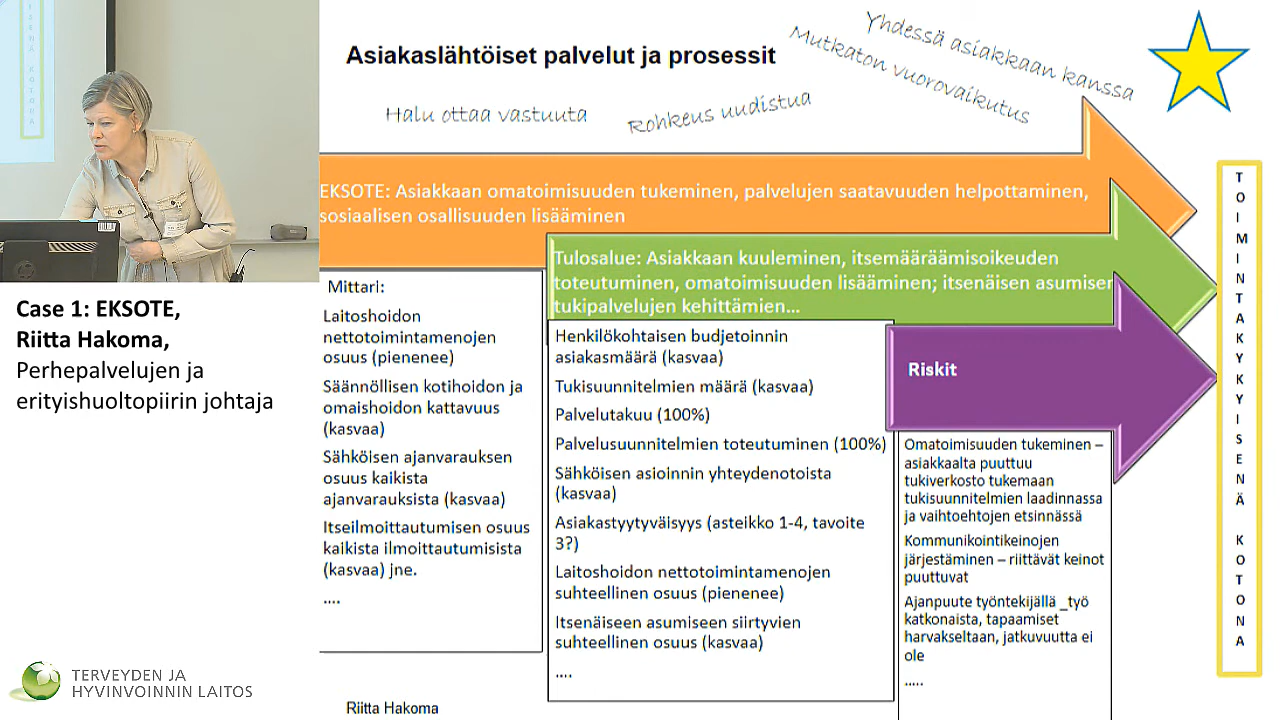 Asiakaslähtöiset palvelut ja prosessit
Halu ottaa vastuuta
Rohkeus uudistua
Mutkaton vuorovaikutus
Yhdessä asiakkaan kanssa
EKSOTE: Asiakkaan omatoimisuuden tukeminen, palvelujen saatavuuden helpottaminen,
sosiaalisen osallisuuden lisääminen
Tulosalue: Asiakkaan kuuleminen, itsemääräämisoikeuden
toteutuminen, omatoimisuuden lisääminen; itsenäisen asumisen
tukipalvelujen kehittämien...
Riskit
Mittari:
Laitoshoidon
nettotoimintamenojen
osuus (pienenee)
Säännöllisen kotihoidon ja
omaishoidon kattavuus
(kasvaa)
Sähköisen ajanvarauksen
osuus kaikista
ajanvarauksista (kasvaa)
Itseilmoittautumisen osuus
kaikista ilmoittautumisista
(kasvaa) jne.
....
Henkilökohtaisen budjetoinnin
asiakasmäärä (kasvaa)
Tukisuunnitelmien määrä (kasvaa)
Palvelutakuu (100%)
Palvelusuunnitelmien toteutuminen (100%)
Sähköisen asioinnin yhteydenotoista
(kasvaa)
Asiakastyytyväisyys (asteikko 1-4, tavoite
3?)
Laitoshoidon nettotoimintamenojen
suhteellinen osuus (pienenee)
Itsenäiseen asumiseen siirtyvien
suhteellinen osuus (kasvaa)
....
Omatoimisuuden tukeminen –
asiakkaalta puuttuu
tukiverkosto tukemaan
tukisuunnitelmien laadinnassa
ja vaihtoehtojen etsinnässä
Kommunikointikeinojen
järjestäminen – riittävät keinot
puuttuvat
Ajanpuute työntekijällä _työ
katkonaista, tapaamiset
harvakseltaan, jatkuvuutta ei
ole
.....
TOIMINTAKYKYISENÄ KOTONA
Riitta Hakoma
Case 1: EKSOTE,
Riitta Hakoma,
Perhepalvelujen ja
erityishuoltopiirin johtaja
TERVEYDEN JA
HYVINVOINNIN LAITOS